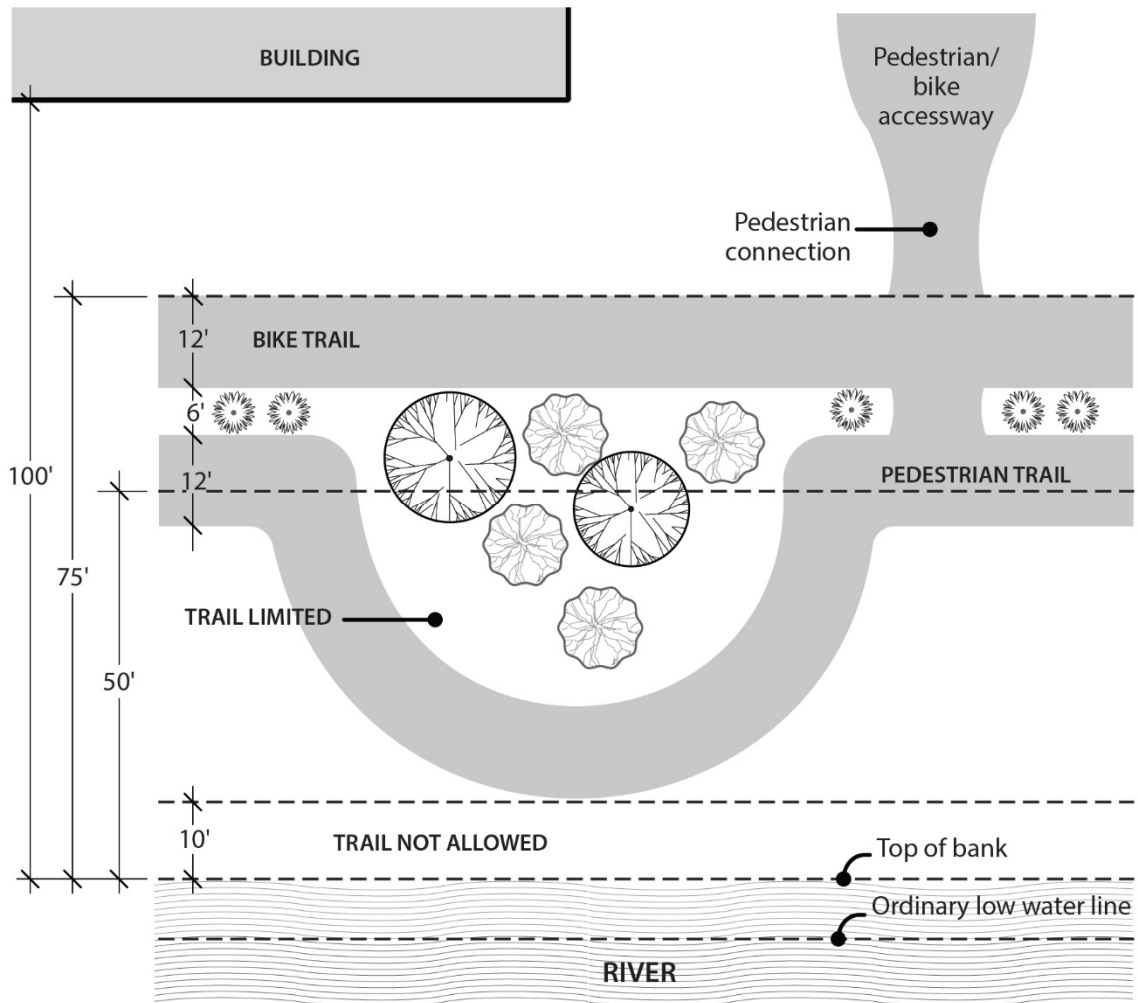 BUILDING
Pedestrian/
bike
accessway
Pedestrian
connection
12'
BIKE TRAIL
6'
100'
12'
PEDESTRIAN TRAIL
75'
TRAIL LIMITED
50'
10'
TRAIL NOT ALLOWED
Top of bank
Ordinary low water line
RIVER